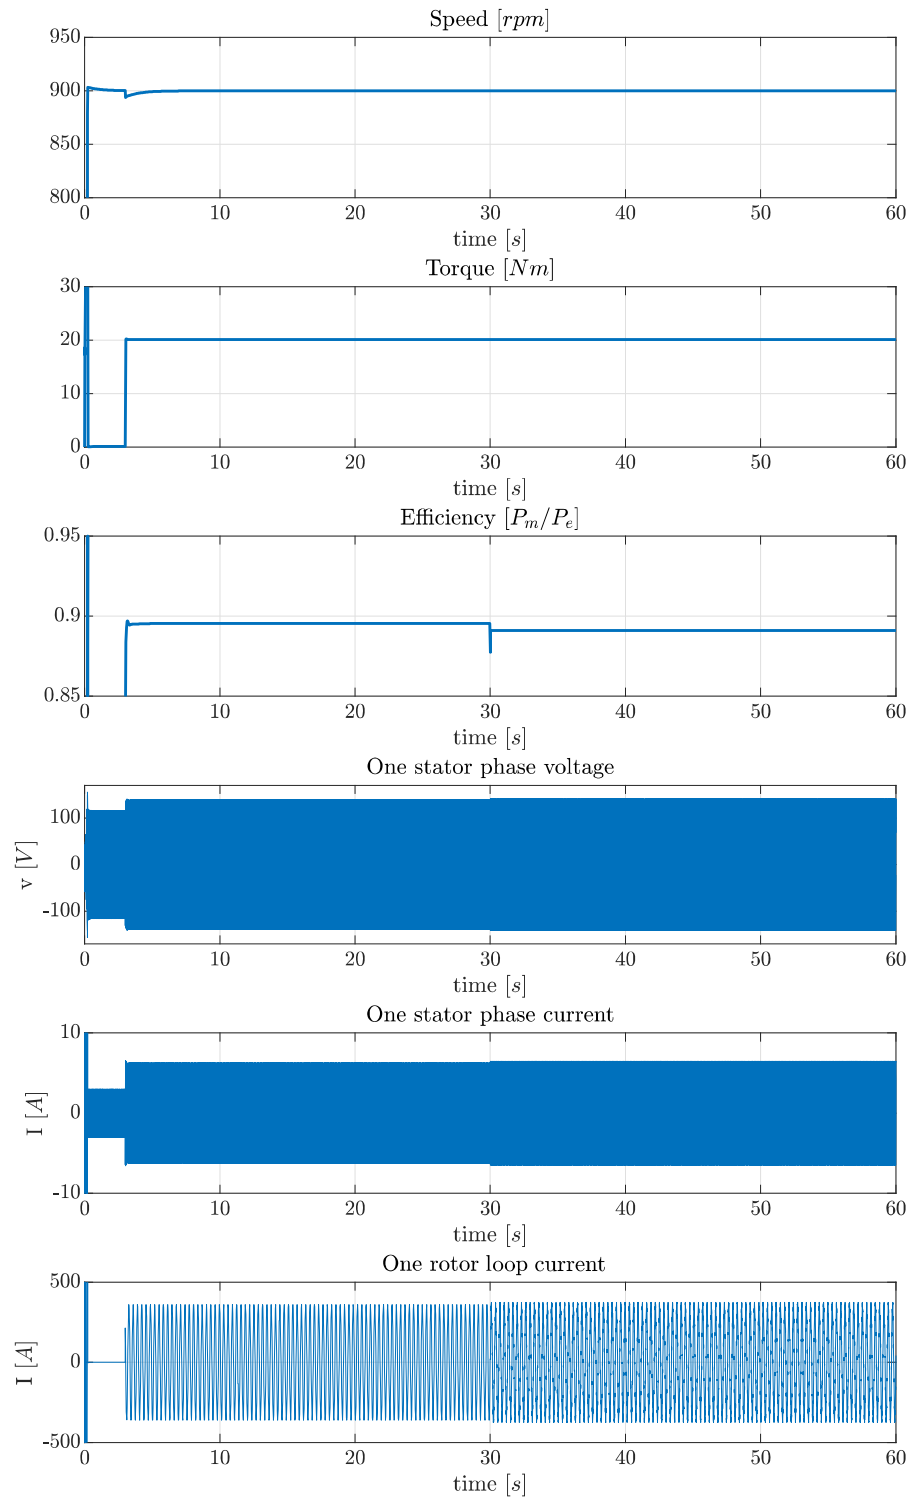 Speed [rpm]
950
900
850
800
0 10 20 30 40 50 60
time [s]
Torque [Nm]
30
20
10
0
0 10 20 30 40 50 60
time [s]
Efficiency [P_m/P_e]
0.95
0.9
0.85
0 10 20 30 40 50 60
time [s]
One stator phase voltage
100
0
-100
v [V]
0 10 20 30 40 50 60
time [s]
One stator phase current
10
0
-10
I [A]
0 10 20 30 40 50 60
time [s]
One rotor loop current
500
0
-500
I [A]
0 10 20 30 40 50 60
time [s]